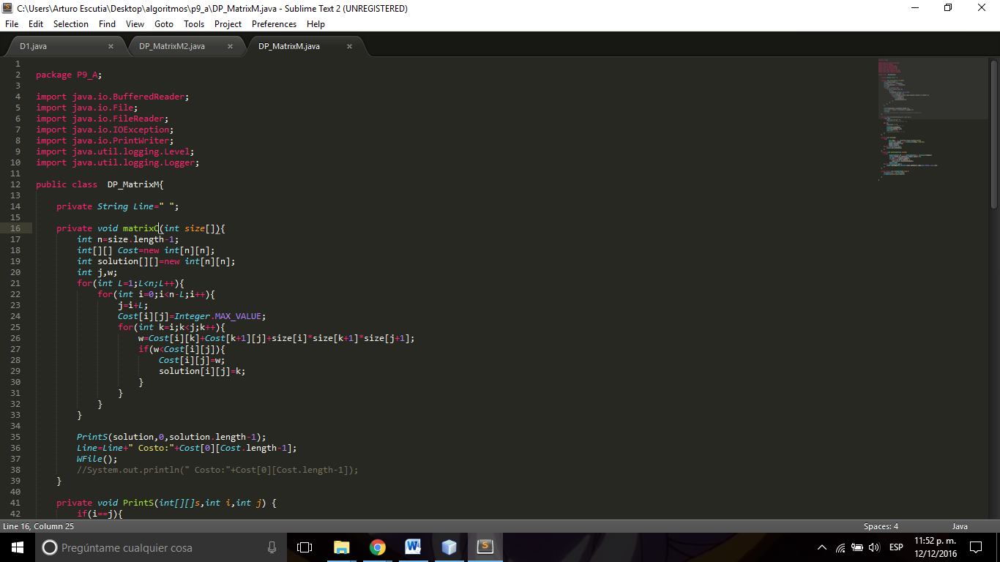 C:\Users\Arturo Escutia\Desktop\algoritmos\p9_a\DP_MatrixM.java - Sublime Text 2 (UNREGISTERED)
File Edit Selection Find View Goto Tools Project Preferences Help
D1.java × DP_MatrixM2.java × DP_MatrixM.java ×
1
2 package P9_A;
3
4 import java.io.BufferedReader;
5 import java.io.File;
6 import java.io.FileReader;
7 import java.io.IOException;
8 import java.io.PrintWriter;
9 import java.util.logging.Level;
10 import java.util.logging.Logger;
11
12 public class  DP_MatrixM{
13
14     private String Line=" ";
15
16     private void matrixC(int size[]){
17         int n=size.length-1;
18         int[][] Cost=new int[n][n];
19         int solution[][]=new int[n][n];
20         int j,w;
21         for(int L=1;L<n;L++){
22             for(int i=0;i<n-L;i++){
23                 j=i+L;
24                 Cost[i][j]=Integer.MAX_VALUE;
25                 for(int k=i;k<j;k++){
26                     w=Cost[i][k]+Cost[k+1][j]+size[i]*size[k+1]*size[j+1];
27                     if(w<Cost[i][j]){
28                         Cost[i][j]=w;
29                         solution[i][j]=k;
30                     }
31                 }
32             }
33         }
34
35         PrintS(solution,0,solution.length-1);
36         Line=Line+" Costo:"+Cost[0][Cost.length-1];
37         WFile();
38         //System.out.println(" Costo:"+Cost[0][Cost.length-1]);
39     }
40
41     private void PrintS(int[][]s,int i,int j) {
42         if(i==j){
Line 16, Column 25 Spaces: 4 Java
Pregúntame cualquier cosa ESP 11:52 p. m.
12/12/2016